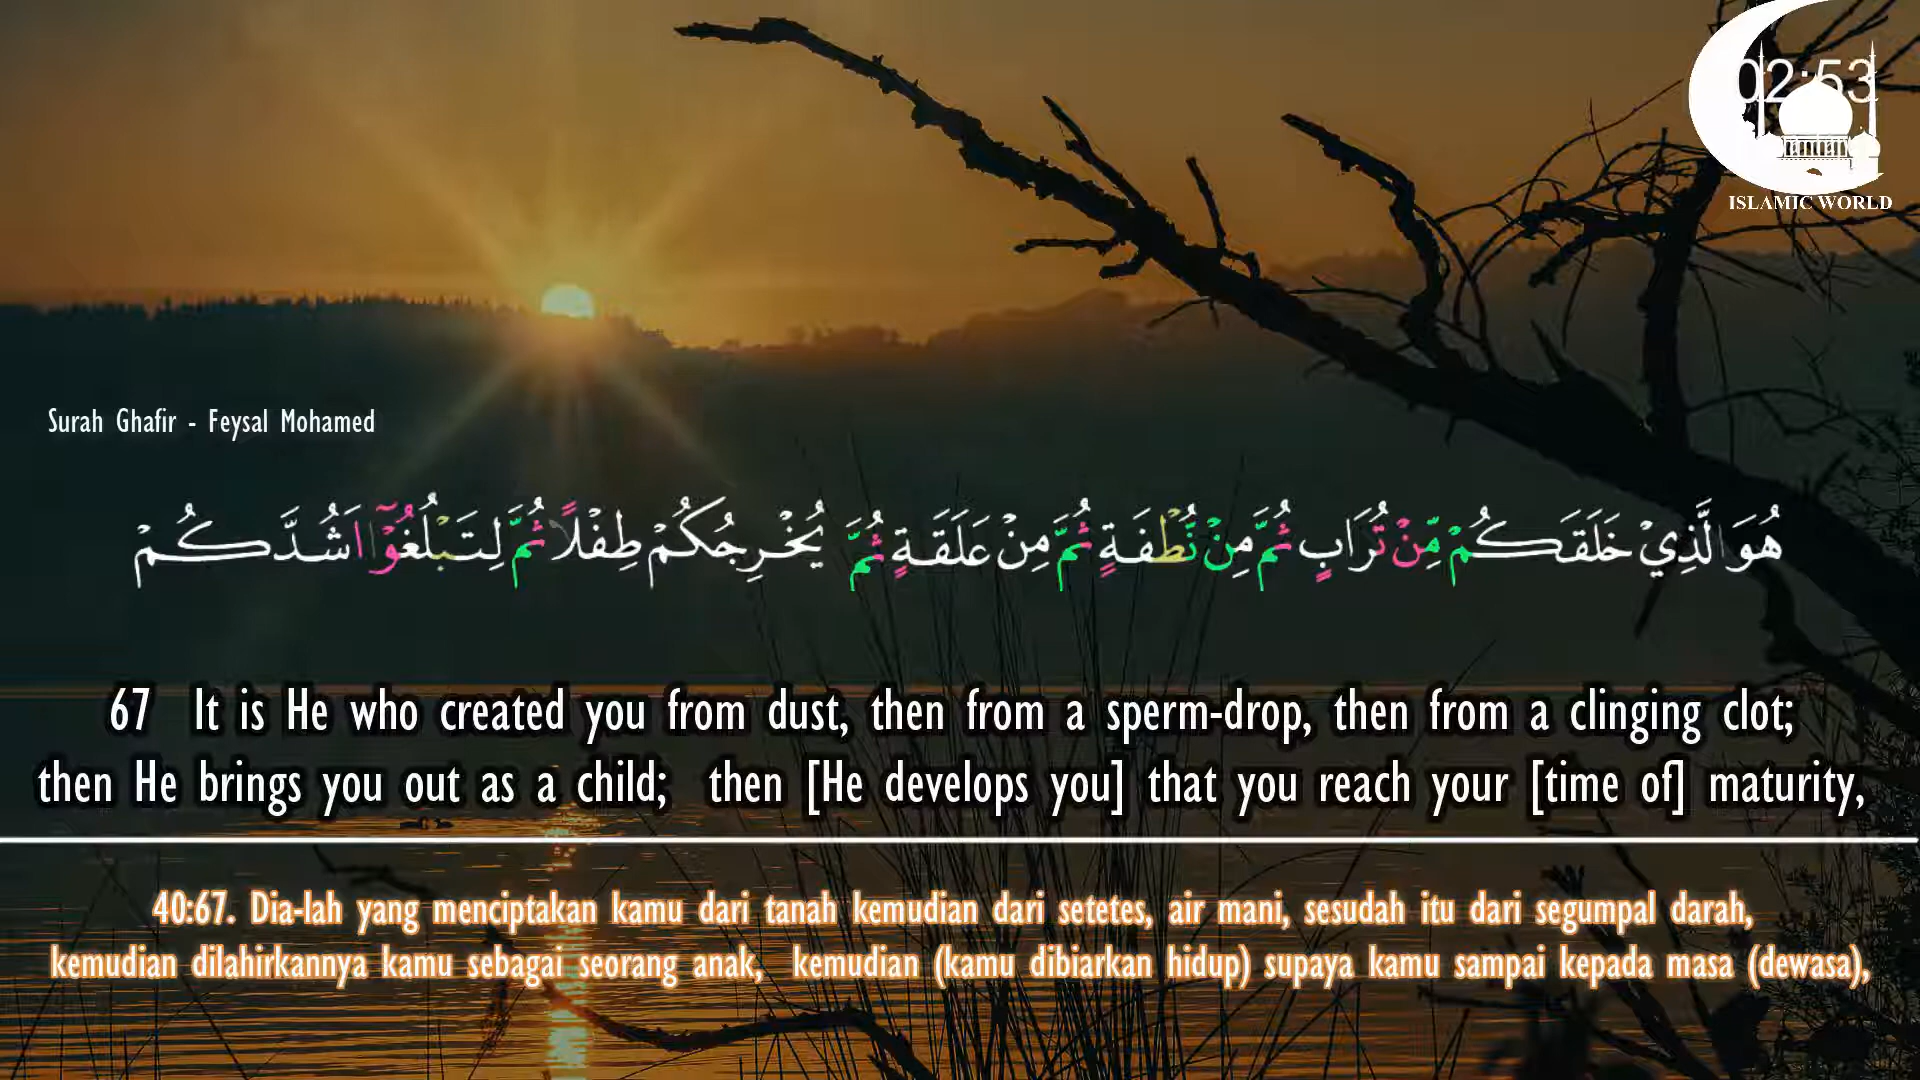 02:53
ISLAMIC WORLD
Surah Ghafir - Feysal Mohamed
هُوَ الَّذِيْ خَلَقَكُمْ مِّنْ تُرَابٍ ثُمَّ مِنْ نُّطْفَةٍ ثُمَّ مِنْ عَلَقَةٍ ثُمَّ يُخْرِجُكُمْ طِفْلًا ثُمَّ لِتَبْلُغُوْٓا اَشُدَّكُمْ
67 It is He who created you from dust, then from a sperm-drop, then from a clinging clot;
then He brings you out as a child; then [He develops you] that you reach your [time of] maturity,
40:67. Dia-lah yang menciptakan kamu dari tanah kemudian dari setetes, air mani, sesudah itu dari segumpal darah,
kemudian dilahirkannya kamu sebagai seorang anak, kemudian (kamu dibiarkan hidup) supaya kamu sampai kepada masa (dewasa),